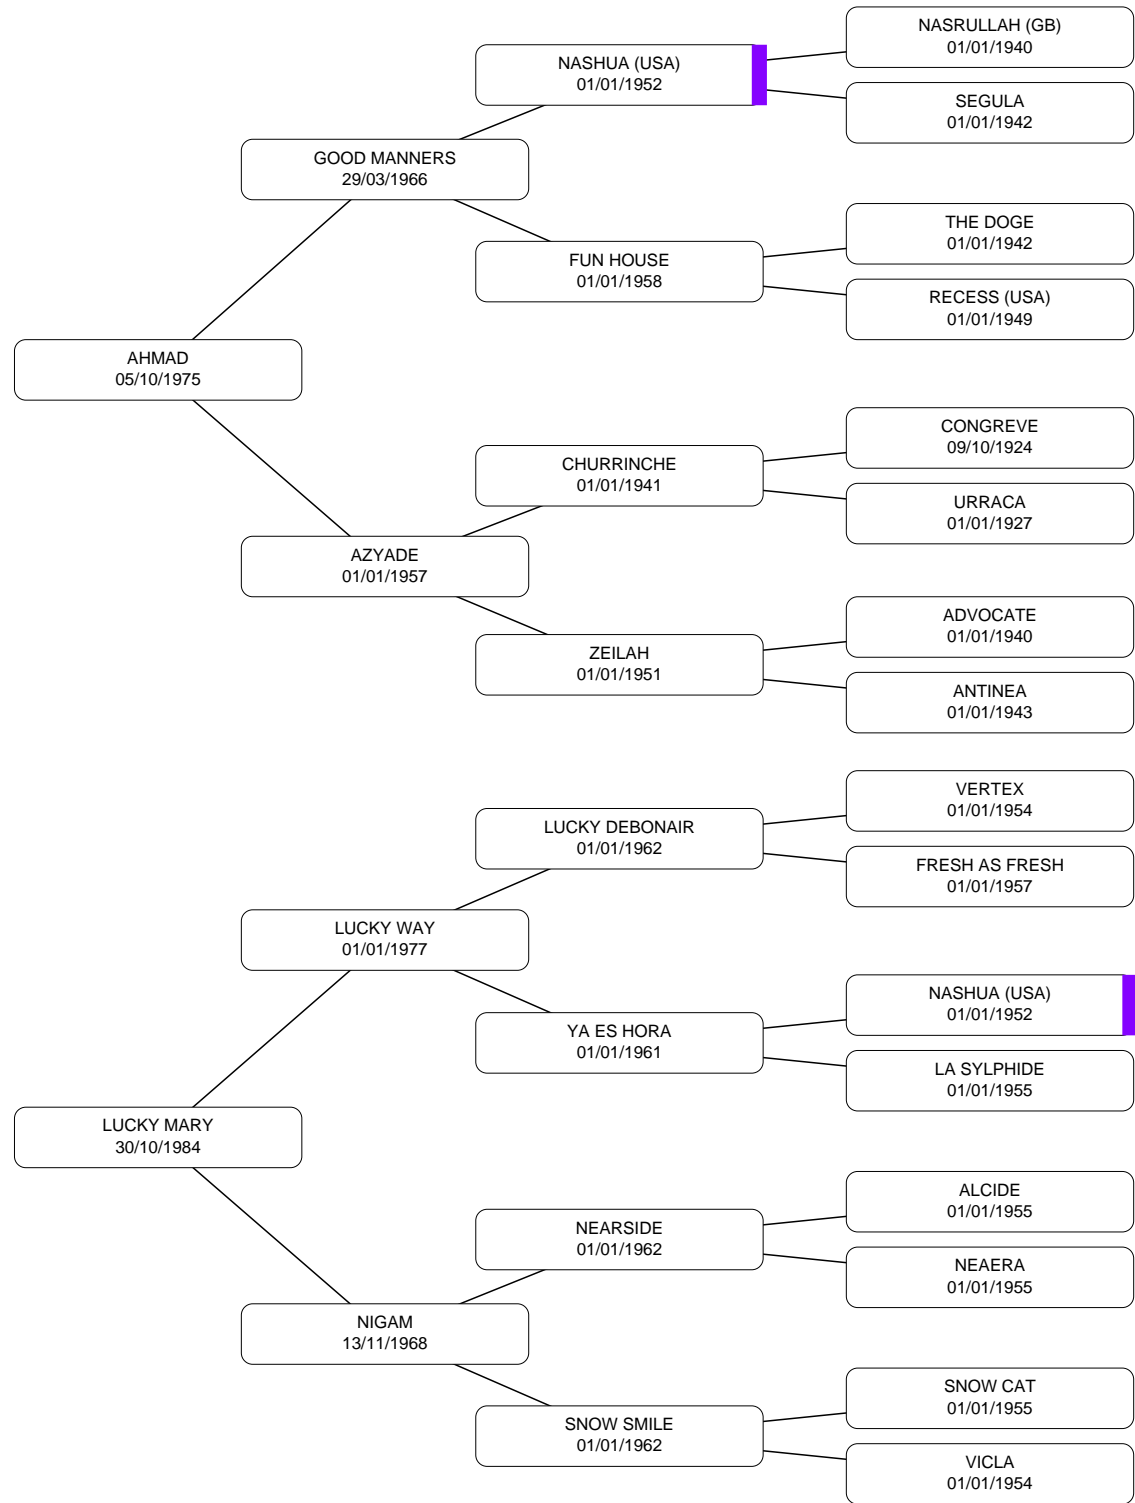 NASRULLAH (GB)
01/01/1940
NASHUA (USA)
01/01/1952
SEGULA
01/01/1942
GOOD MANNERS
29/03/1966
THE DOGE
01/01/1942
FUN HOUSE
01/01/1958
RECESS (USA)
01/01/1949
AHMAD
05/10/1975
CONGREVE
09/10/1924
CHURRINCHE
01/01/1941
URRACA
01/01/1927
AZYADE
01/01/1957
ADVOCATE
01/01/1940
ZEILAH
01/01/1951
ANTINEA
01/01/1943
VERTEX
01/01/1954
LUCKY DEBONAIR
01/01/1962
FRESH AS FRESH
01/01/1957
LUCKY WAY
01/01/1977
NASHUA (USA)
01/01/1952
YA ES HORA
01/01/1961
LA SYLPHIDE
01/01/1955
LUCKY MARY
30/10/1984
ALCIDE
01/01/1955
NEARSIDE
01/01/1962
NEAERA
01/01/1955
NIGAM
13/11/1968
SNOW CAT
01/01/1955
SNOW SMILE
01/01/1962
VICLA
01/01/1954